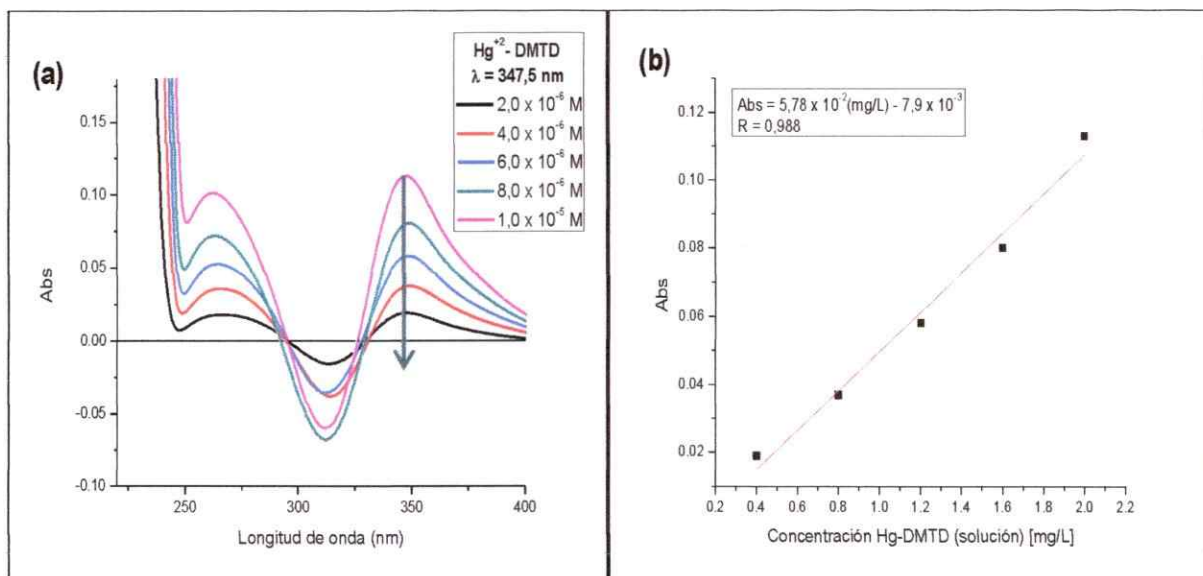 (a)
Hg⁺² - DMTD
λ = 347,5 nm
2,0 x 10⁻⁶ M
4,0 x 10⁻⁶ M
6,0 x 10⁻⁶ M
8,0 x 10⁻⁶ M
1,0 x 10⁻⁵ M
0.15
0.10
0.05
0.00
-0.05
-0.10
Abs
250
300
350
400
Longitud de onda (nm)
(b)
Abs = 5,78 x 10⁻²(mg/L) - 7,9 x 10⁻³
R = 0,988
0.12
0.10
0.08
0.06
0.04
0.02
Abs
0.2
0.4
0.6
0.8
1.0
1.2
1.4
1.6
1.8
2.0
2.2
Concentración Hg-DMTD (solución) [mg/L]